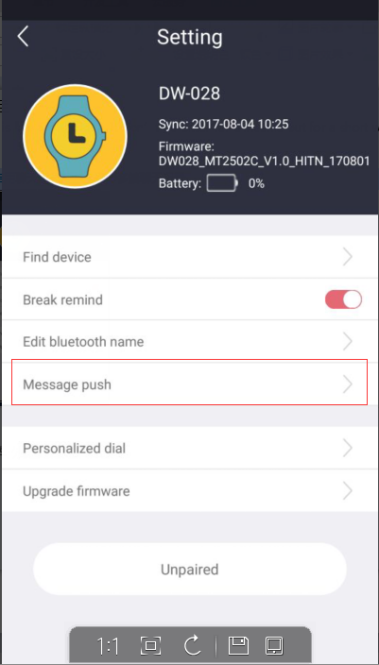 Setting
DW-028
Sync: 2017-08-04 10:25
Firmware:
DW028_MT2502C_V1.0_HITN_170801
Battery: 0%
Find device
Break remind
Edit bluetooth name
Message push
Personalized dial
Upgrade firmware
Unpaired
1:1